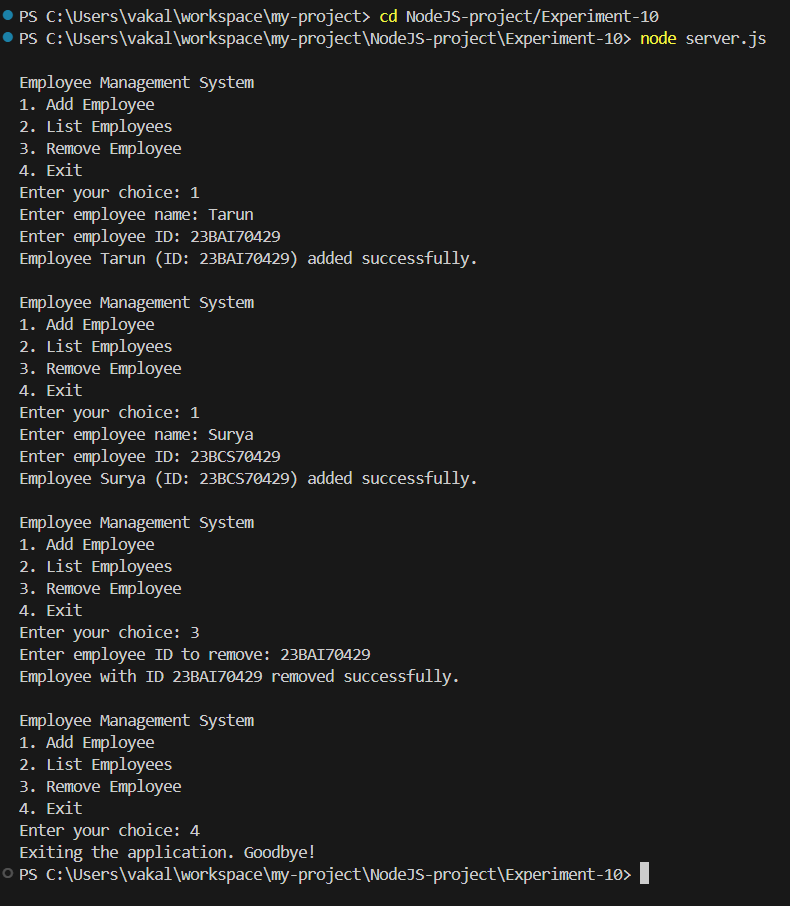 PS C:\Users\vakal\workspace\my-project> cd NodeJS-project/Experiment-10
PS C:\Users\vakal\workspace\my-project\NodeJS-project\Experiment-10> node server.js
Employee Management System
1. Add Employee
2. List Employees
3. Remove Employee
4. Exit
Enter your choice: 1
Enter employee name: Tarun
Enter employee ID: 23BAI70429
Employee Tarun (ID: 23BAI70429) added successfully.
Employee Management System
1. Add Employee
2. List Employees
3. Remove Employee
4. Exit
Enter your choice: 1
Enter employee name: Surya
Enter employee ID: 23BCS70429
Employee Surya (ID: 23BCS70429) added successfully.
Employee Management System
1. Add Employee
2. List Employees
3. Remove Employee
4. Exit
Enter your choice: 3
Enter employee ID to remove: 23BAI70429
Employee with ID 23BAI70429 removed successfully.
Employee Management System
1. Add Employee
2. List Employees
3. Remove Employee
4. Exit
Enter your choice: 4
Exiting the application. Goodbye!
PS C:\Users\vakal\workspace\my-project\NodeJS-project\Experiment-10>